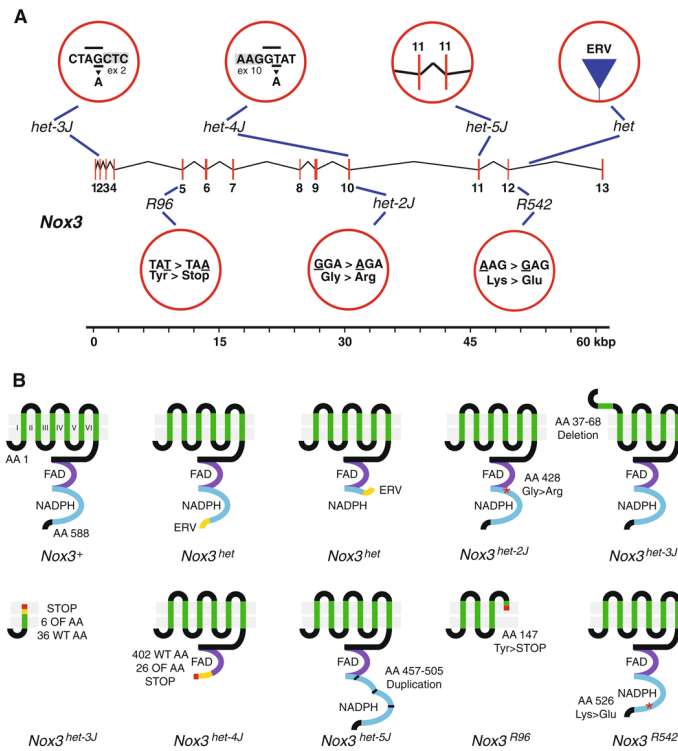 A
CTAGCTC
ex 2
A
AAGGTAT
ex 10
A
11 11
ERV
het-3J
het-4J
het-5J
het
1234 5 6 7 8 9 10 11 12 13
R96
het-2J
R542
Nox3
TAT > TAA
Tyr > Stop
GGA > AGA
Gly > Arg
AAG > GAG
Lys > Glu
0 15 30 45 60 kbp
B
I II III IV V VI
AA 1
FAD
NADPH
AA 588
Nox3+
FAD
NADPH
ERV
Nox3het
FAD
ERV
NADPH
Nox3het
FAD
AA 428
Gly>Arg
NADPH
*
Nox3het-2J
AA 37-68
Deletion
FAD
NADPH
Nox3het-3J
STOP
6 OF AA
36 WT AA
Nox3het-3J
402 WT AA
26 OF AA
STOP
FAD
Nox3het-4J
FAD
AA 457-505
Duplication
NADPH
Nox3het-5J
AA 147
Tyr>STOP
Nox3R96
FAD
NADPH
AA 526
Lys>Glu
*
Nox3R542